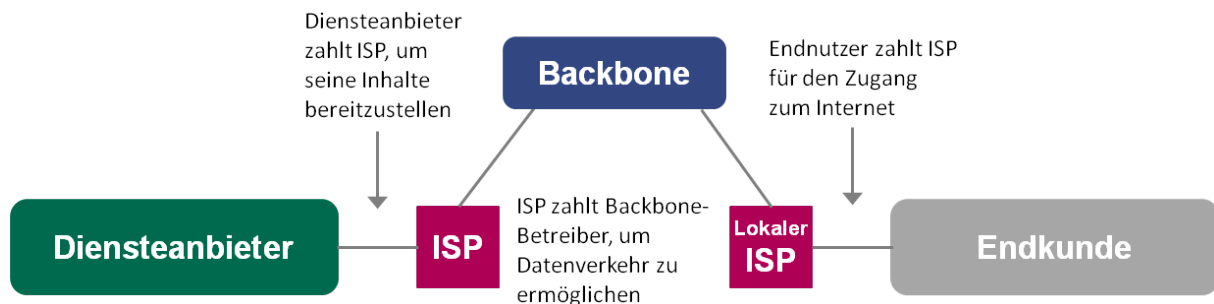 Diensteanbieter
zahlt ISP, um
seine Inhalte
bereitzustellen
Backbone
Endnutzer zahlt ISP
für den Zugang
zum Internet
Diensteanbieter
ISP
ISP zahlt Backbone-
Betreiber, um
Datenverkehr zu
ermöglichen
Lokaler
ISP
Endkunde